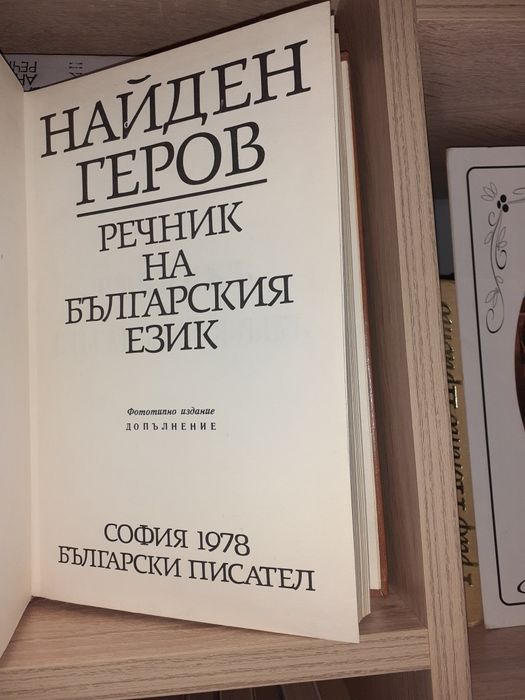 НАЙДЕН
ГЕРОВ
РЕЧНИК
НА
БЪЛГАРСКИЯ
ЕЗИК
Фототипно издание
ДОПЪЛНЕНИЕ
СОФИЯ 1978
БЪЛГАРСКИ ПИСАТЕЛ